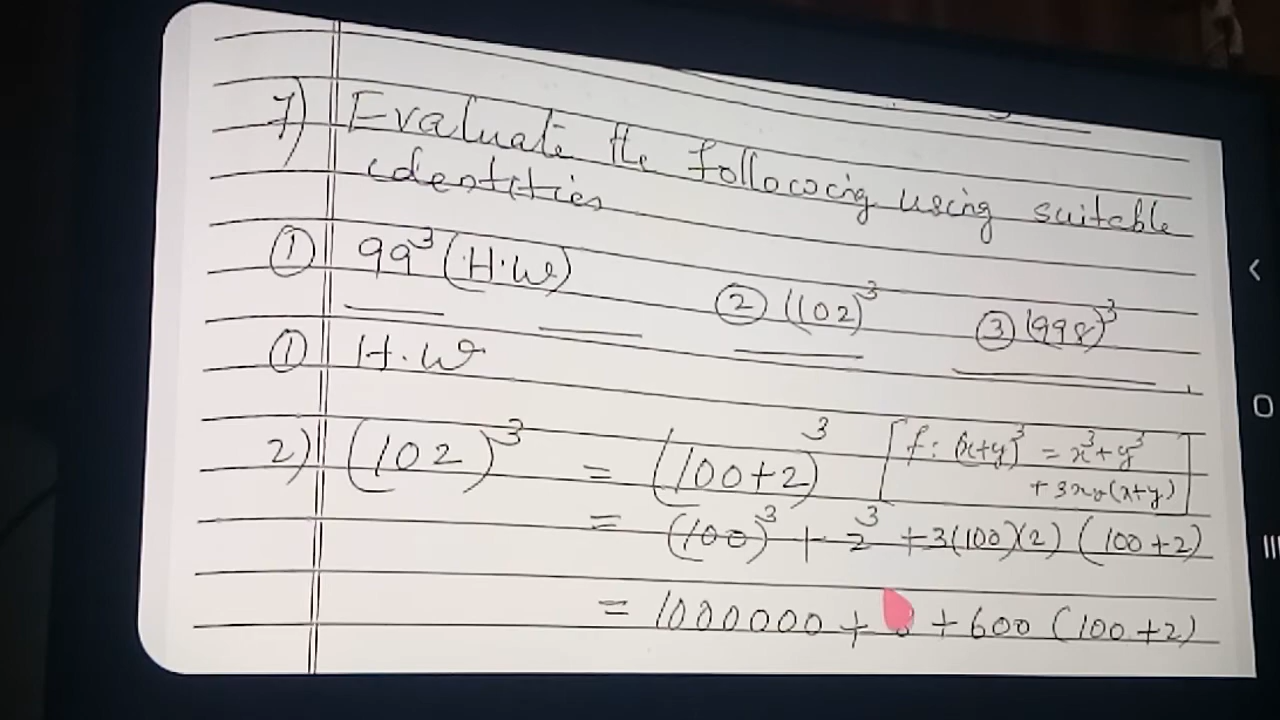 7) Evaluate the following using suitable
identities
① 99³ (H.W)   ② (102)³   ③ (998)³
① H.W
2) (102)³ = (100+2)³ [f: (x+y)³ = x³+y³
+3xy(x+y)]
= (100)³ + 2³ +3(100)(2) (100+2)
= 1000000 + +600 (100+2)